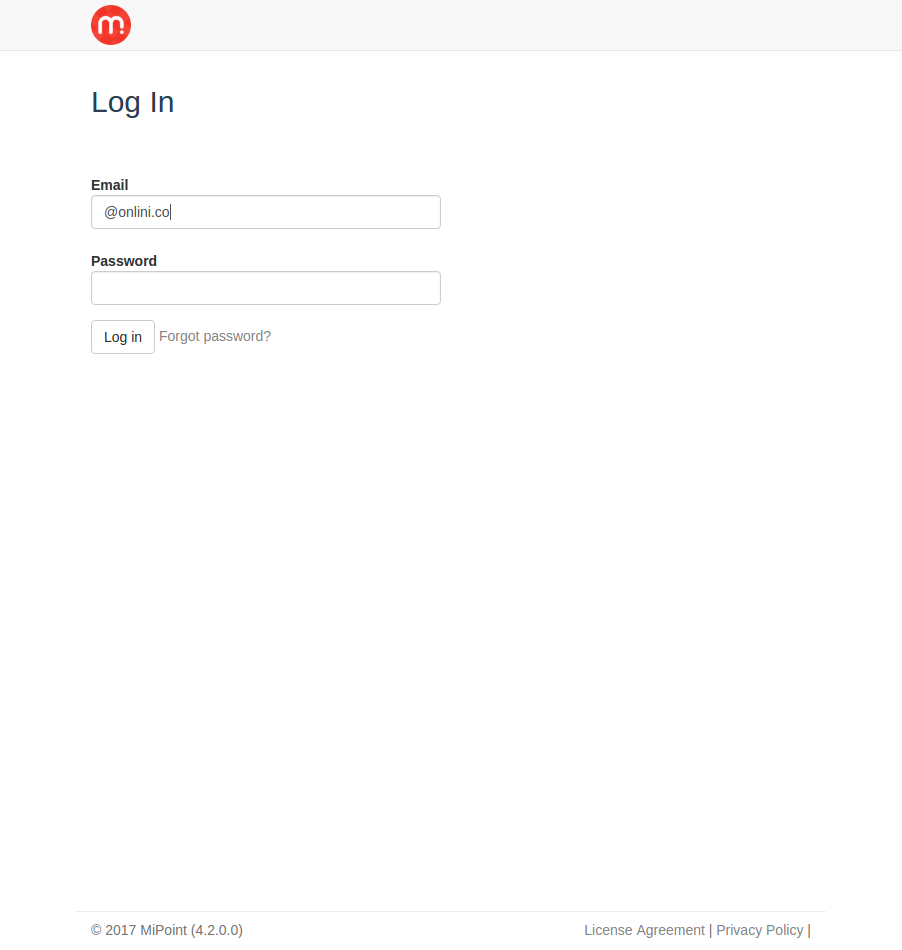 m
Log In
Email
@onlini.co
Password
Log in Forgot password?
© 2017 MiPoint (4.2.0.0) License Agreement | Privacy Policy |